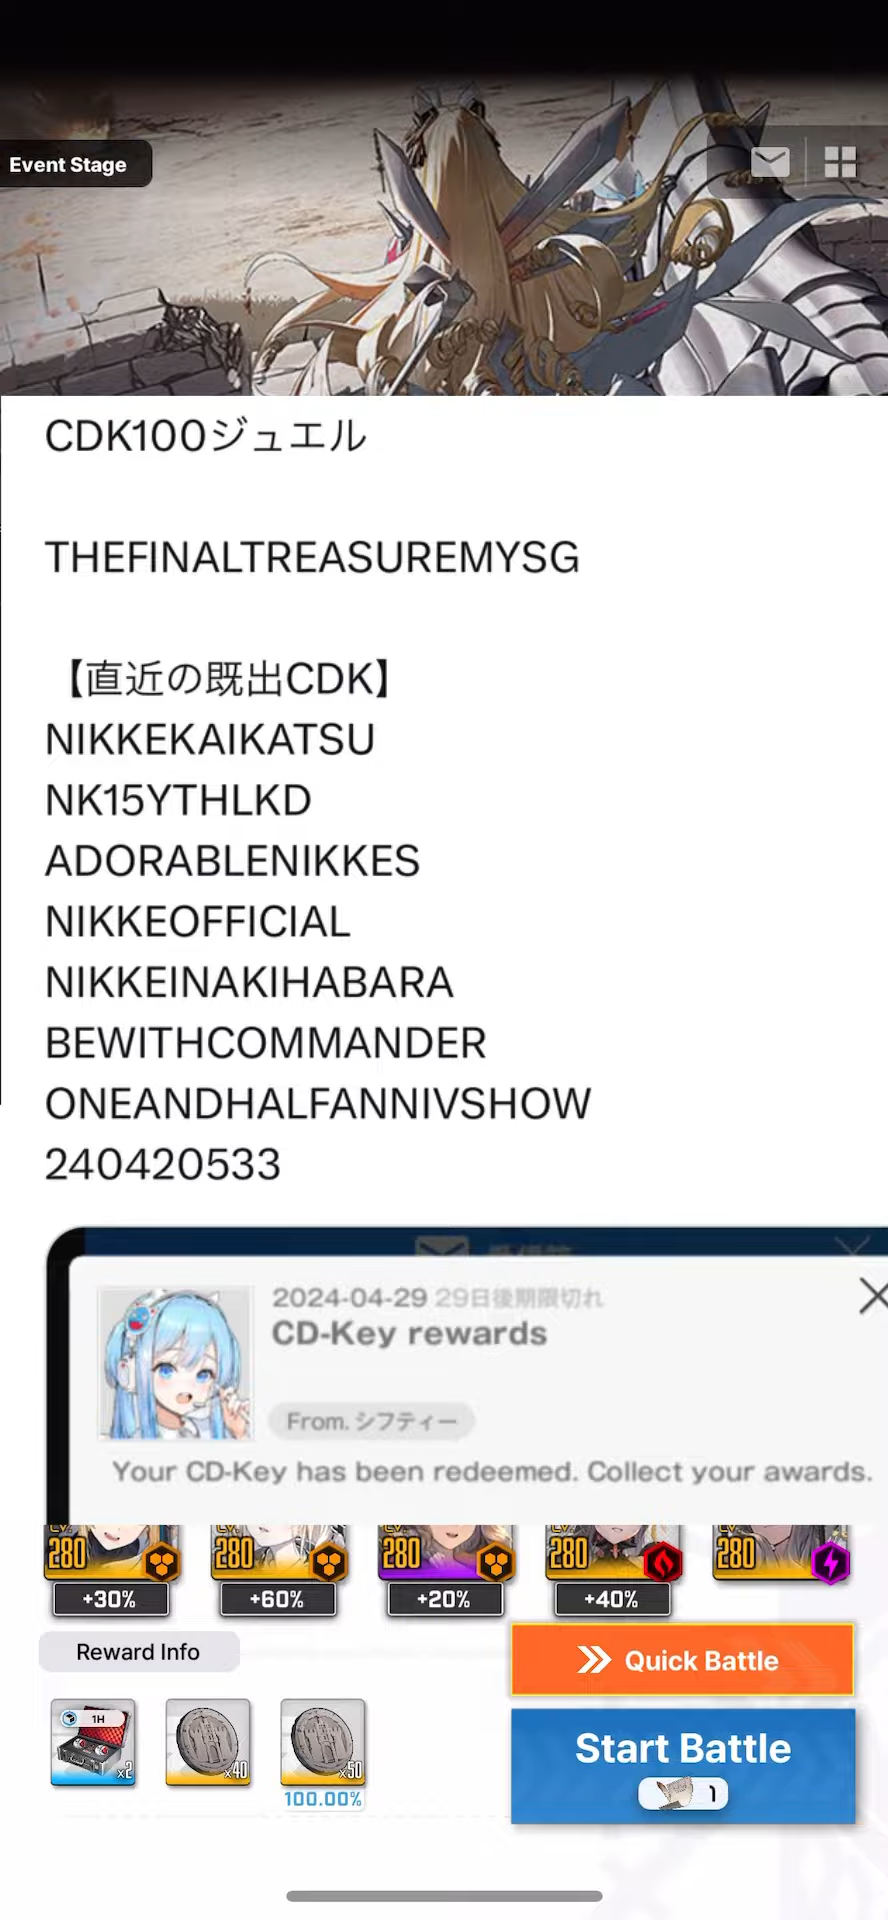 Event Stage
CDK100ジュエル
THEFINALTREASUREMYSG
【直近の既出CDK】
NIKKEKAIKATSU
NK15YTHLKD
ADORABLENIKKES
NIKKEOFFICIAL
NIKKEINAKIHABARA
BEWITHCOMMANDER
ONEANDHALFANNIVSHOW
240420533
2024-04-29 29日後期限切れ
CD-Key rewards
From. シフティー
Your CD-Key has been redeemed. Collect your awards.
280 280 280 280 280
+30% +60% +20% +40%
Reward Info
Quick Battle
1H
x2 x40 x50
100.00%
Start Battle
1